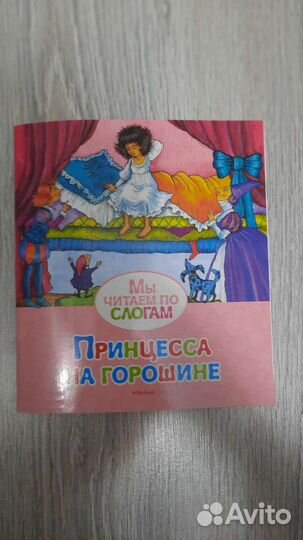 Мы
читаем по
слогам
Принцесса
на горошине
Avito